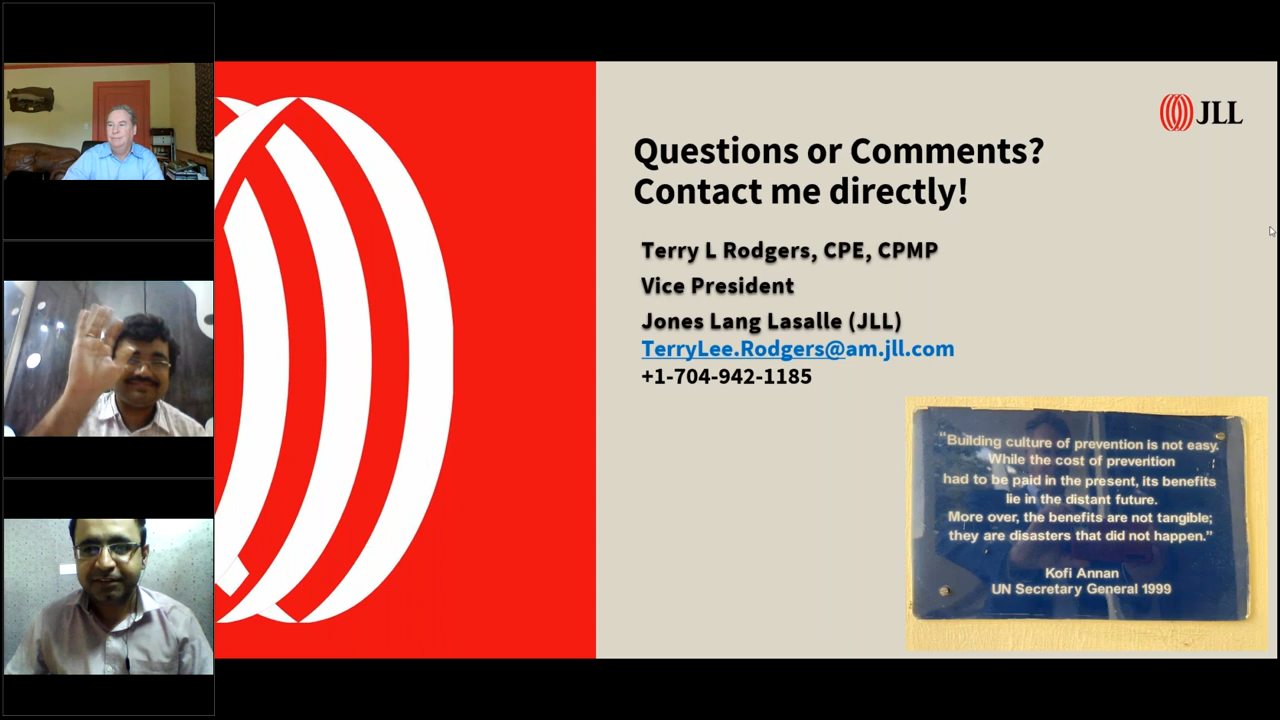 JLL
Questions or Comments?
Contact me directly!
Terry L Rodgers, CPE, CPMP
Vice President
Jones Lang Lasalle (JLL)
TerryLee.Rodgers@am.jll.com
+1-704-942-1185
“Building culture of prevention is not easy.
While the cost of prevention
had to be paid in the present, its benefits
lie in the distant future.
More over, the benefits are not tangible;
they are disasters that did not happen.”
Kofi Annan
UN Secretary General 1999